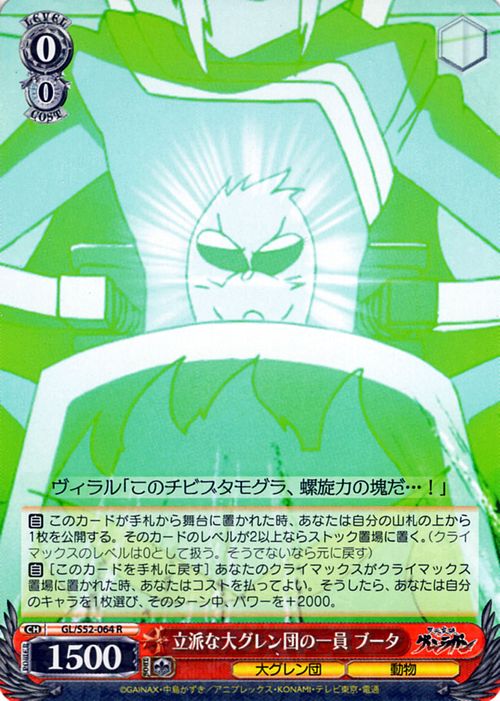 LEVEL
0
0
COST
ヴィラル「このチビブタモグラ、螺旋力の塊だ…！」
自 このカードが手札から舞台に置かれた時、あなたは自分の山札の上から
1枚を公開する。そのカードのレベルが2以上ならストック置場に置く。（クライ
マックスのレベルは0として扱う。そうでないなら元に戻す）
自 ［このカードを手札に戻す］ あなたのクライマックスがクライマックス
置場に置かれた時、あなたはコストを払ってよい。そうしたら、あなたは自分
のキャラを1枚選び、そのターン中、パワーを+2000。
CH GL/S52-064 R
立派な大グレン団の一員 ブータ
POWER
1500
SOUL
大グレン団
動物
©GAINAX・中島かずき／アニプレックス・KONAMI・テレビ東京・電通